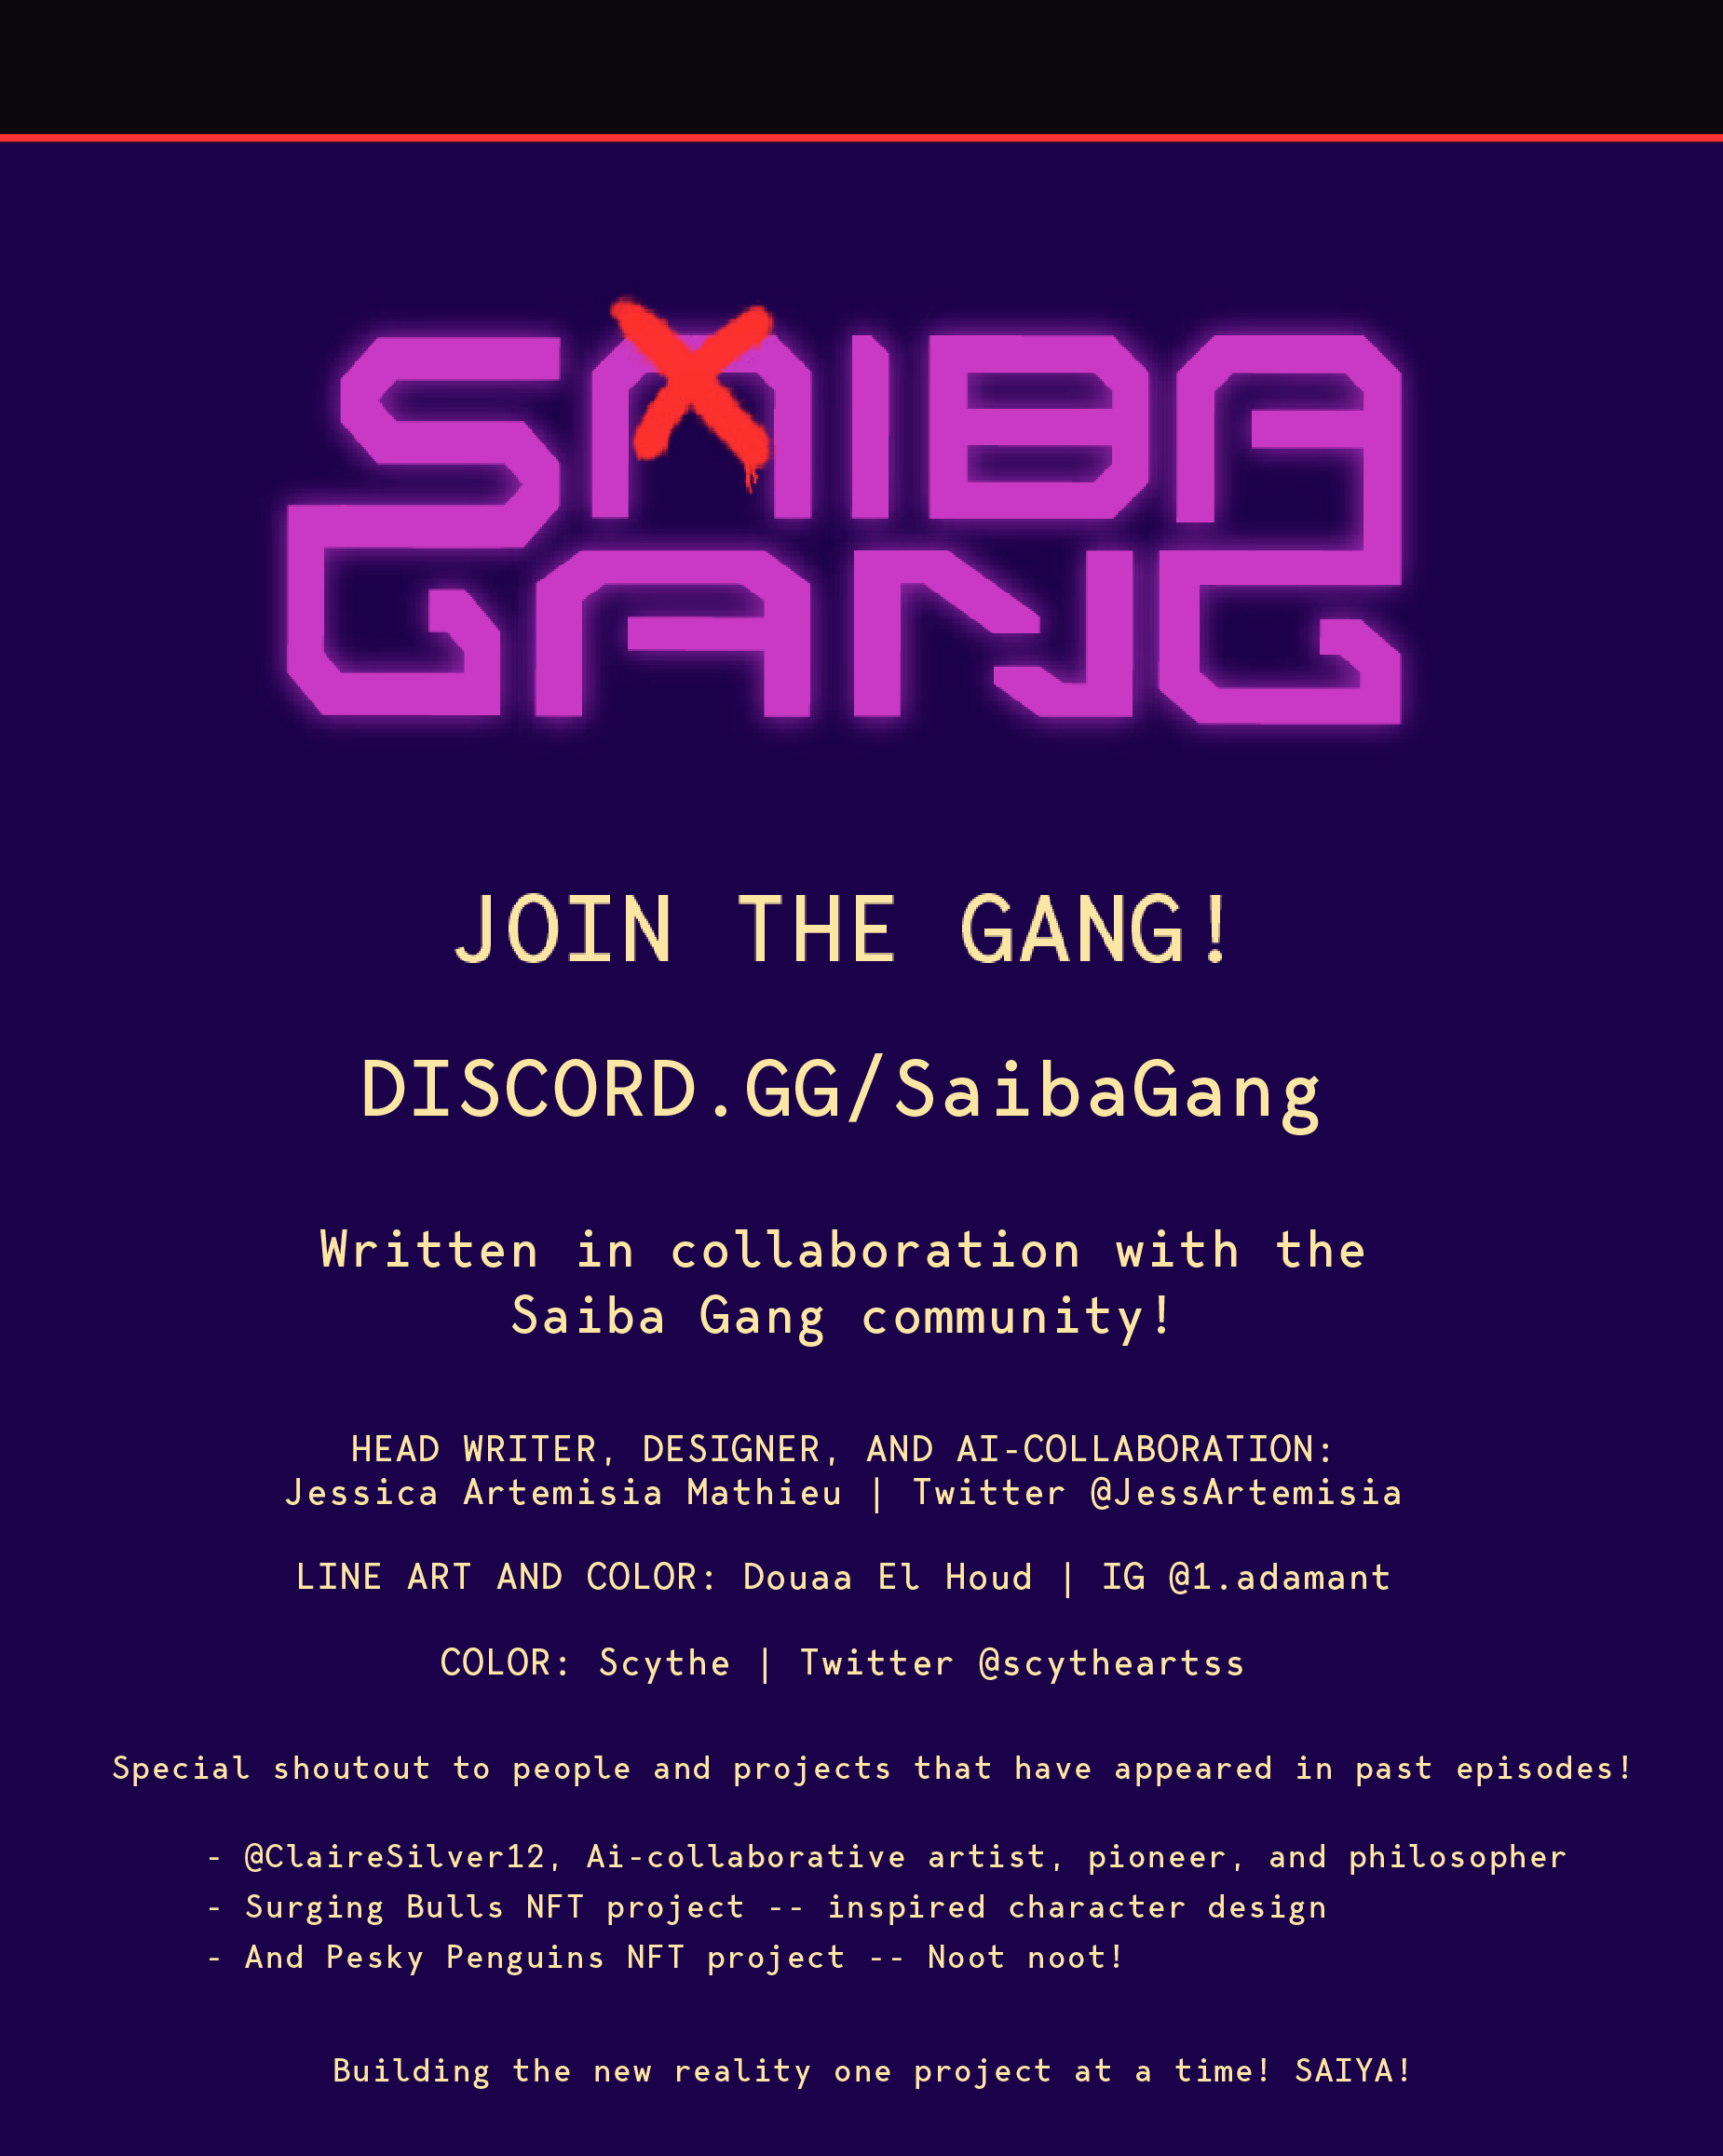 SAIBA
GANG
JOIN THE GANG!
DISCORD.GG/SaibaGang
Written in collaboration with the
Saiba Gang community!
HEAD WRITER, DESIGNER, AND AI-COLLABORATION:
Jessica Artemisia Mathieu | Twitter @JessArtemisia
LINE ART AND COLOR: Douaa El Houd | IG @1.adamant
COLOR: Scythe | Twitter @scytheartss
Special shoutout to people and projects that have appeared in past episodes!
- @ClaireSilver12, Ai-collaborative artist, pioneer, and philosopher
- Surging Bulls NFT project -- inspired character design
- And Pesky Penguins NFT project -- Noot noot!
Building the new reality one project at a time! SAIYA!